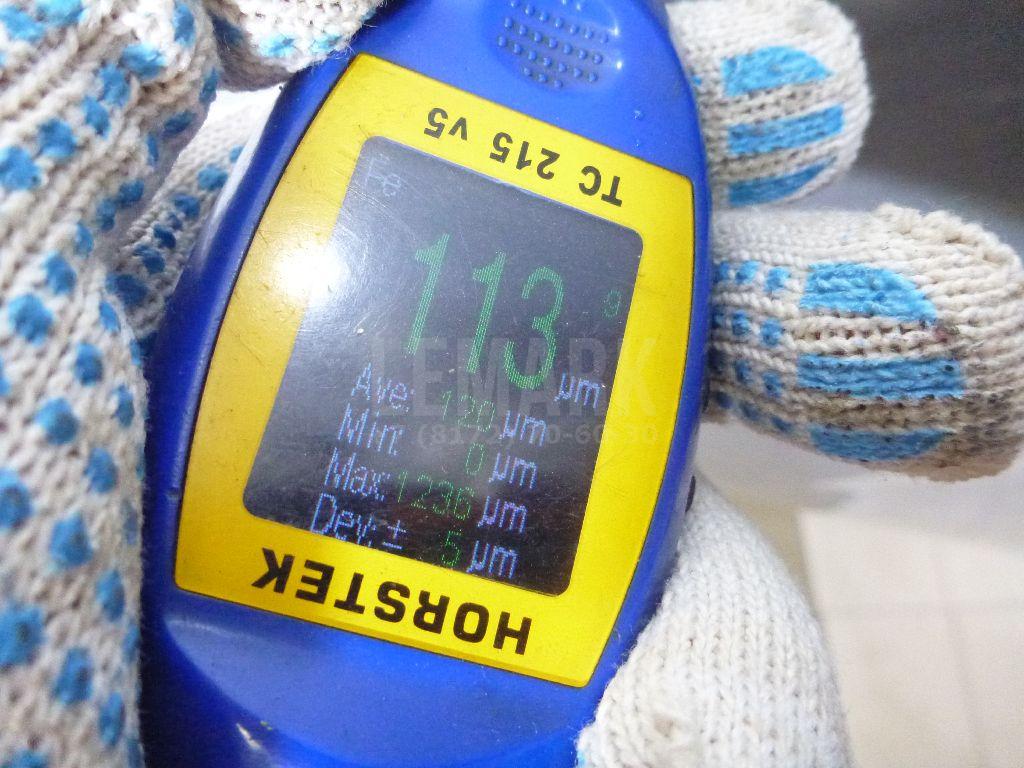 TC 215 v5
Fe
113 9
µm
Ave: 120 µm
Min: 0 µm
Max: 1236 µm
Dev: ± 5 µm
HORSTEK
LEMARK